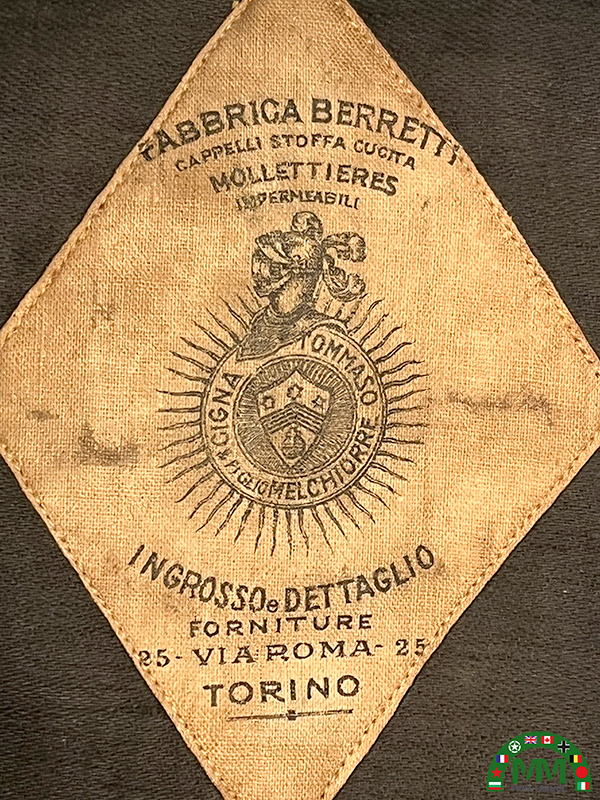 FABBRICA BERRETTI
CAPPELLI STOFFA CUCITA
MOLLETTIERES
IMPERMEABILI
CIGNA TOMMASO
FIGLIO MELCHIORRE
INGROSSO e DETTAGLIO
FORNITURE
25 - VIA ROMA - 25
TORINO
MM